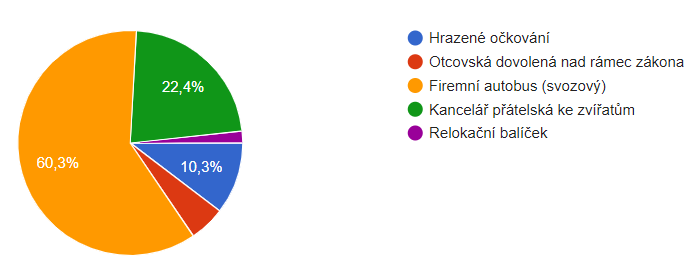 22,4%
60,3%
10,3%
Hrazené očkování
Otcovská dovolená nad rámec zákona
Firemní autobus (svozový)
Kancelář přátelská ke zvířatům
Relokační balíček